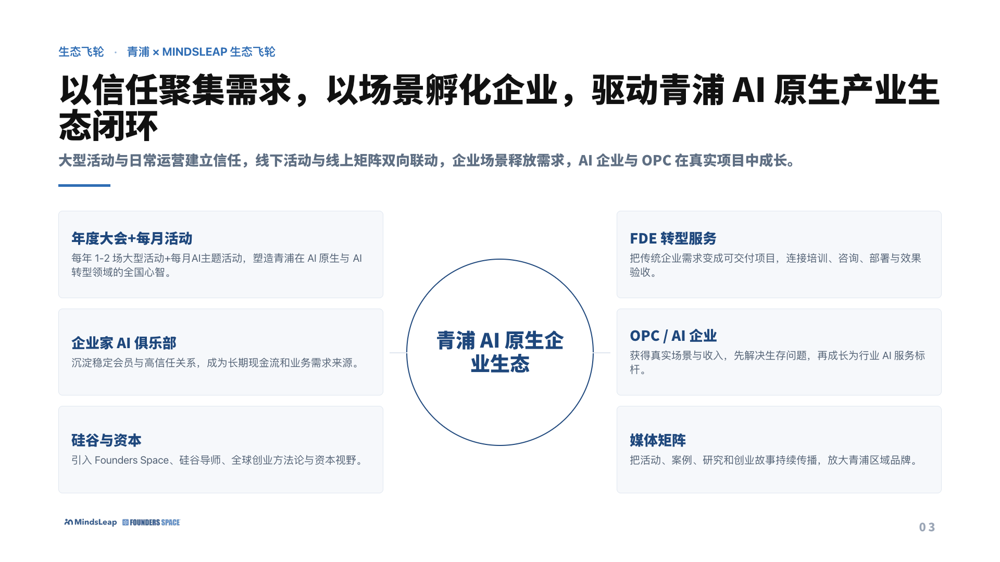 生态飞轮 · 青浦 × MINDSLEAP 生态飞轮
以信任聚集需求，以场景孵化企业，驱动青浦 AI 原生产业生
态闭环
大型活动与日常运营建立信任，线下活动与线上矩阵双向联动，企业场景释放需求，AI 企业与 OPC 在真实项目中成长。
年度大会+每月活动
每年 1-2 场大型活动+每月AI主题活动，塑造青浦在 AI 原生与 AI
转型领域的全国心智。
企业家 AI 俱乐部
沉淀稳定会员与高信任关系，成为长期现金流和业务需求来源。
硅谷与资本
引入 Founders Space、硅谷导师、全球创业方法论与资本视野。
青浦 AI 原生企
业生态
FDE 转型服务
把传统企业需求变成可交付项目，连接培训、咨询、部署与效果
验收。
OPC / AI 企业
获得真实场景与收入，先解决生存问题，再成长为行业 AI 服务标
杆。
媒体矩阵
把活动、案例、研究和创业故事持续传播，放大青浦区域品牌。
MindsLeap FOUNDERS SPACE
03